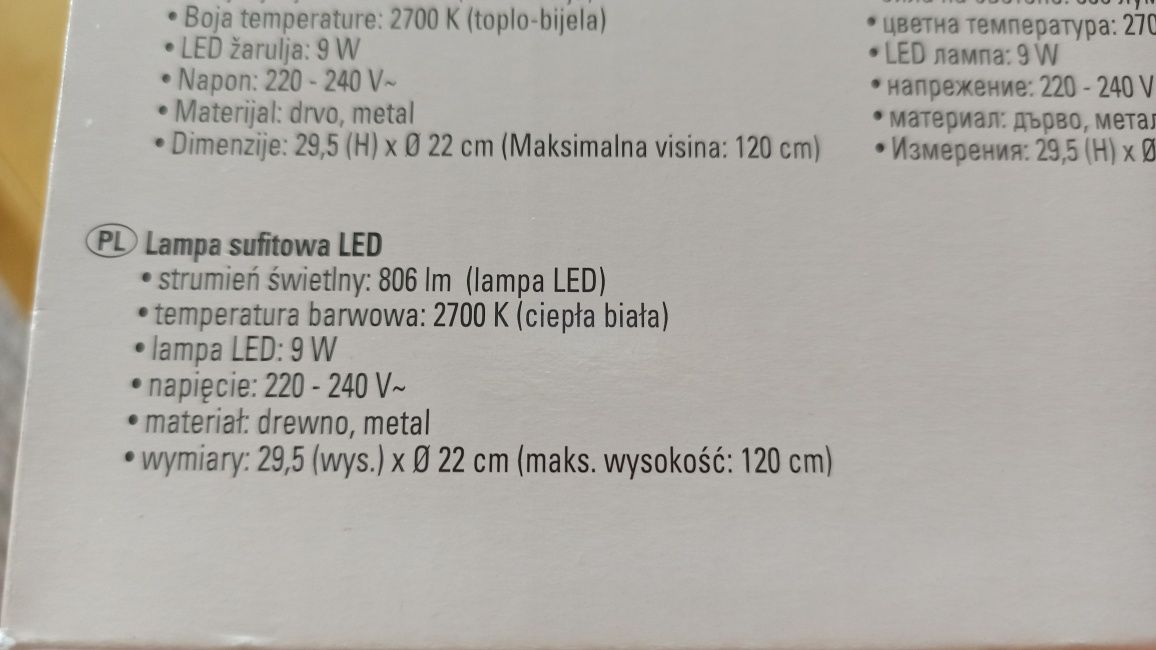 • Boja temperature: 2700 K (toplo-bijela)
• LED žarulja: 9 W
• Napon: 220 - 240 V~
• Materijal: drvo, metal
• Dimenzije: 29,5 (H) x Ø 22 cm (Maksimalna visina: 120 cm)
• цветна температура: 270
• LED лампа: 9 W
• напрежение: 220 - 240 V
• материал: дърво, метал
• Измерения: 29,5 (H) x Ø
PL Lampa sufitowa LED
• strumień świetlny: 806 lm (lampa LED)
• temperatura barwowa: 2700 K (ciepła biała)
• lampa LED: 9 W
• napięcie: 220 - 240 V~
• materiał: drewno, metal
• wymiary: 29,5 (wys.) x Ø 22 cm (maks. wysokość: 120 cm)